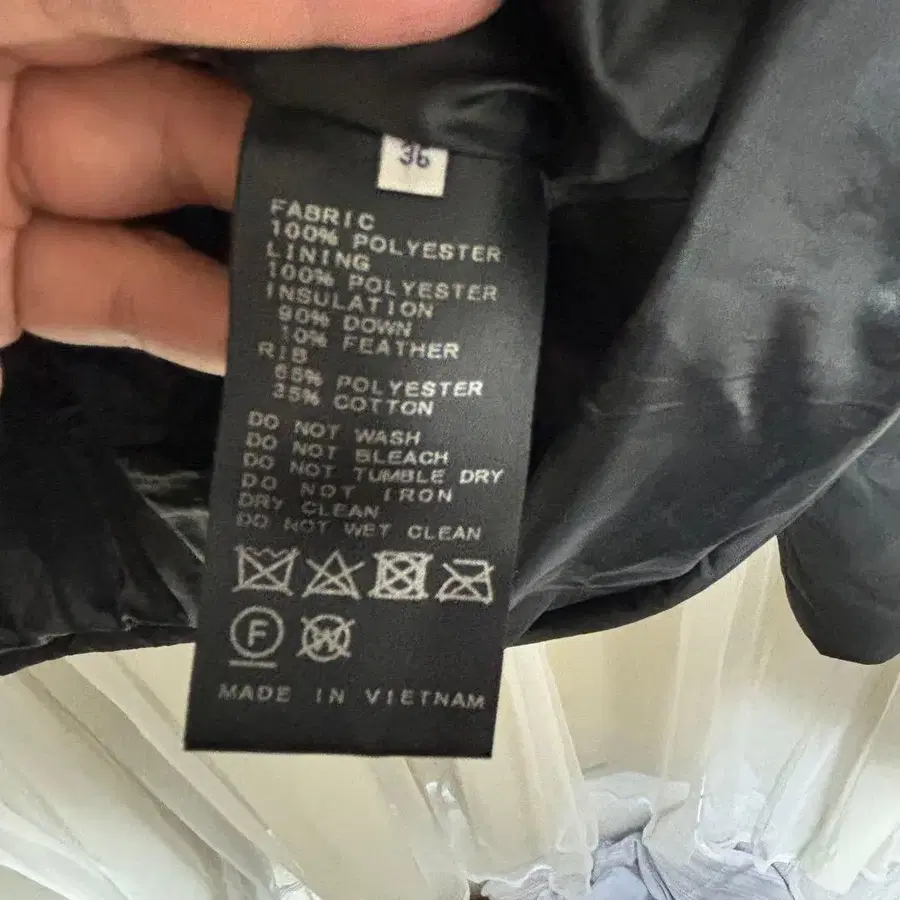 36
FABRIC
100% POLYESTER
LINING
100% POLYESTER
INSULATION
90% DOWN
10% FEATHER
RIB
65% POLYESTER
35% COTTON
DO NOT WASH
DO NOT BLEACH
DO NOT TUMBLE DRY
DO NOT IRON
DRY CLEAN
DO NOT WET CLEAN
F W
MADE IN VIETNAM